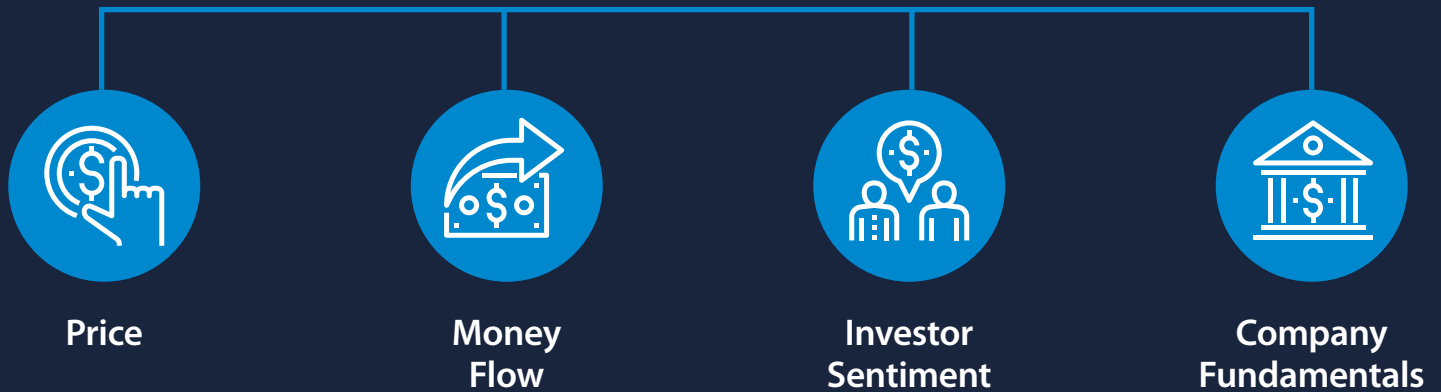 Price
Money
Flow
Investor
Sentiment
Company
Fundamentals